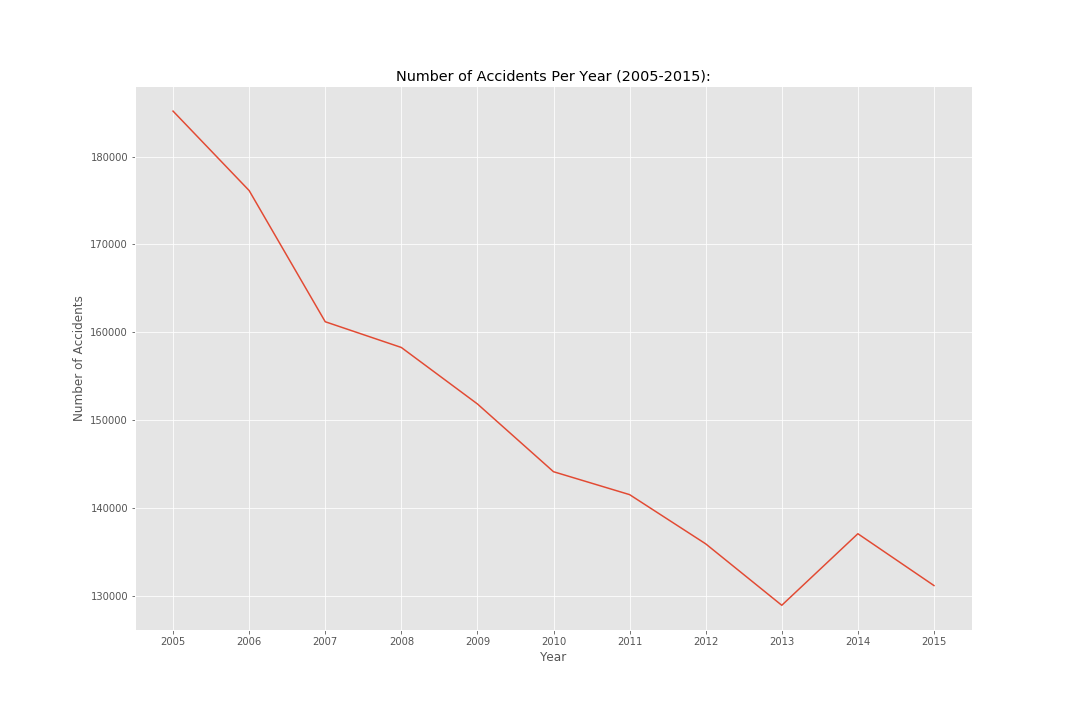 Number of Accidents Per Year (2005-2015):
180000
170000
160000
150000
140000
130000
Number of Accidents
2005 2006 2007 2008 2009 2010 2011 2012 2013 2014 2015
Year